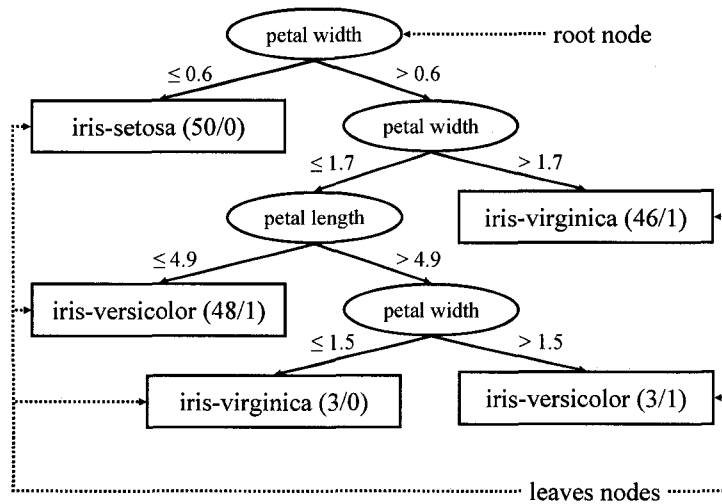 petal width
root node
≤ 0.6
> 0.6
iris-setosa (50/0)
petal width
≤ 1.7
> 1.7
petal length
iris-virginica (46/1)
≤ 4.9
> 4.9
iris-versicolor (48/1)
petal width
≤ 1.5
> 1.5
iris-virginica (3/0)
iris-versicolor (3/1)
leaves nodes